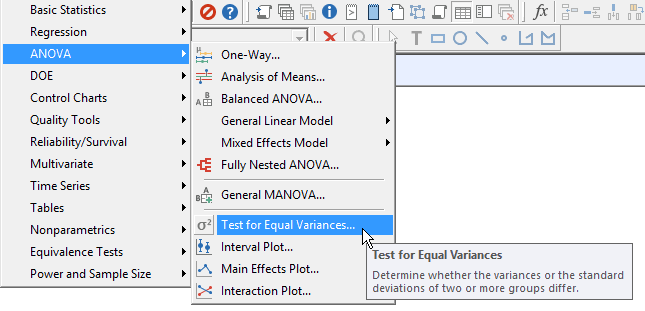 Basic Statistics
Regression
ANOVA
DOE
Control Charts
Quality Tools
Reliability/Survival
Multivariate
Time Series
Tables
Nonparametrics
Equivalence Tests
Power and Sample Size
One-Way...
Analysis of Means...
Balanced ANOVA...
General Linear Model
Mixed Effects Model
Fully Nested ANOVA...
General MANOVA...
σ² Test for Equal Variances...
Interval Plot...
Main Effects Plot...
Interaction Plot...
Test for Equal Variances
Determine whether the variances or the standard
deviations of two or more groups differ.
fx
T